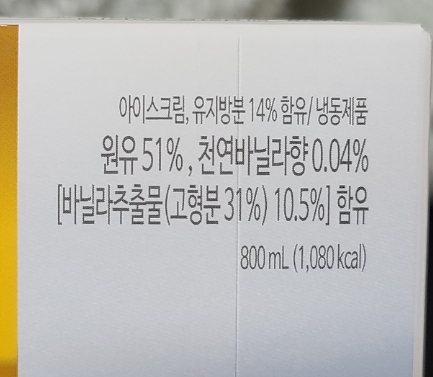 아이스크림, 유지방분 14% 함유/ 냉동제품
원유 51% , 천연바닐라향 0.04%
[바닐라추출물(고형분 31%) 10.5%] 함유
800 mL (1,080 kcal)